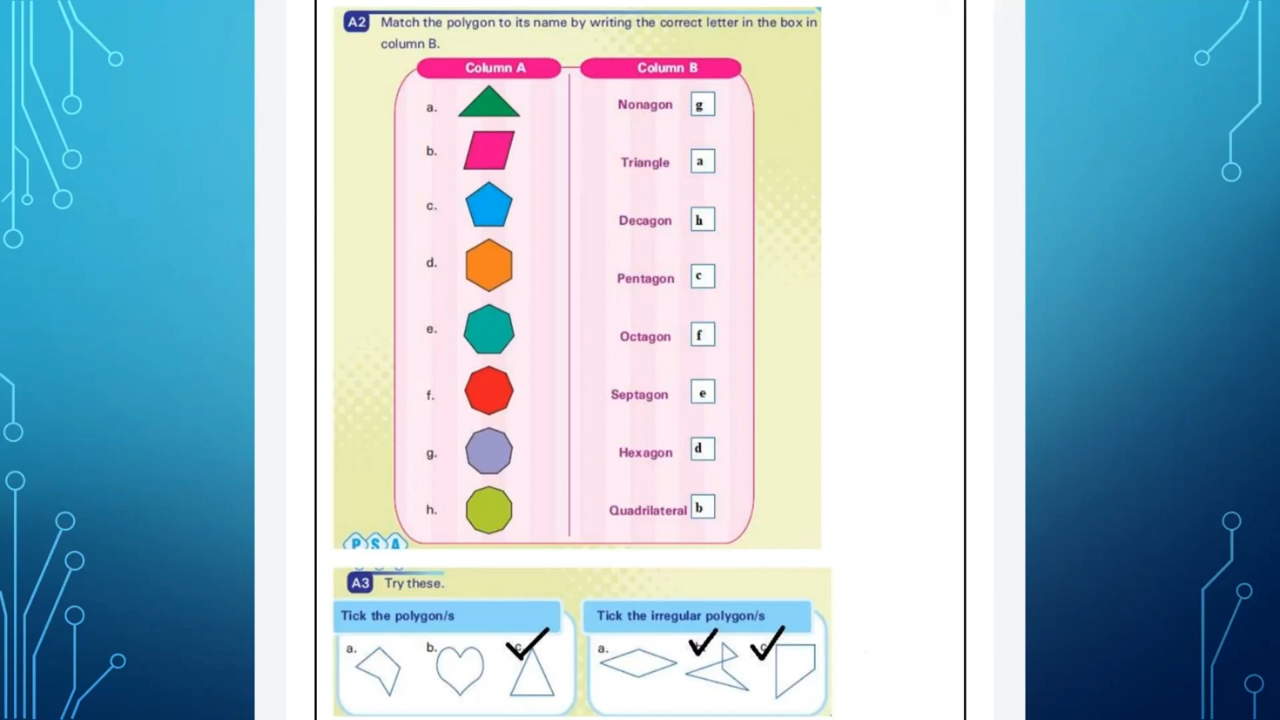 A2 Match the polygon to its name by writing the correct letter in the box in
column B.
Column A Column B
a. Nonagon g
b. Triangle a
c. Decagon h
d. Pentagon c
e. Octagon f
f. Septagon e
g. Hexagon d
h. Quadrilateral b
P S A
A3 Try these.
Tick the polygon/s Tick the irregular polygon/s
a. b. c a. c